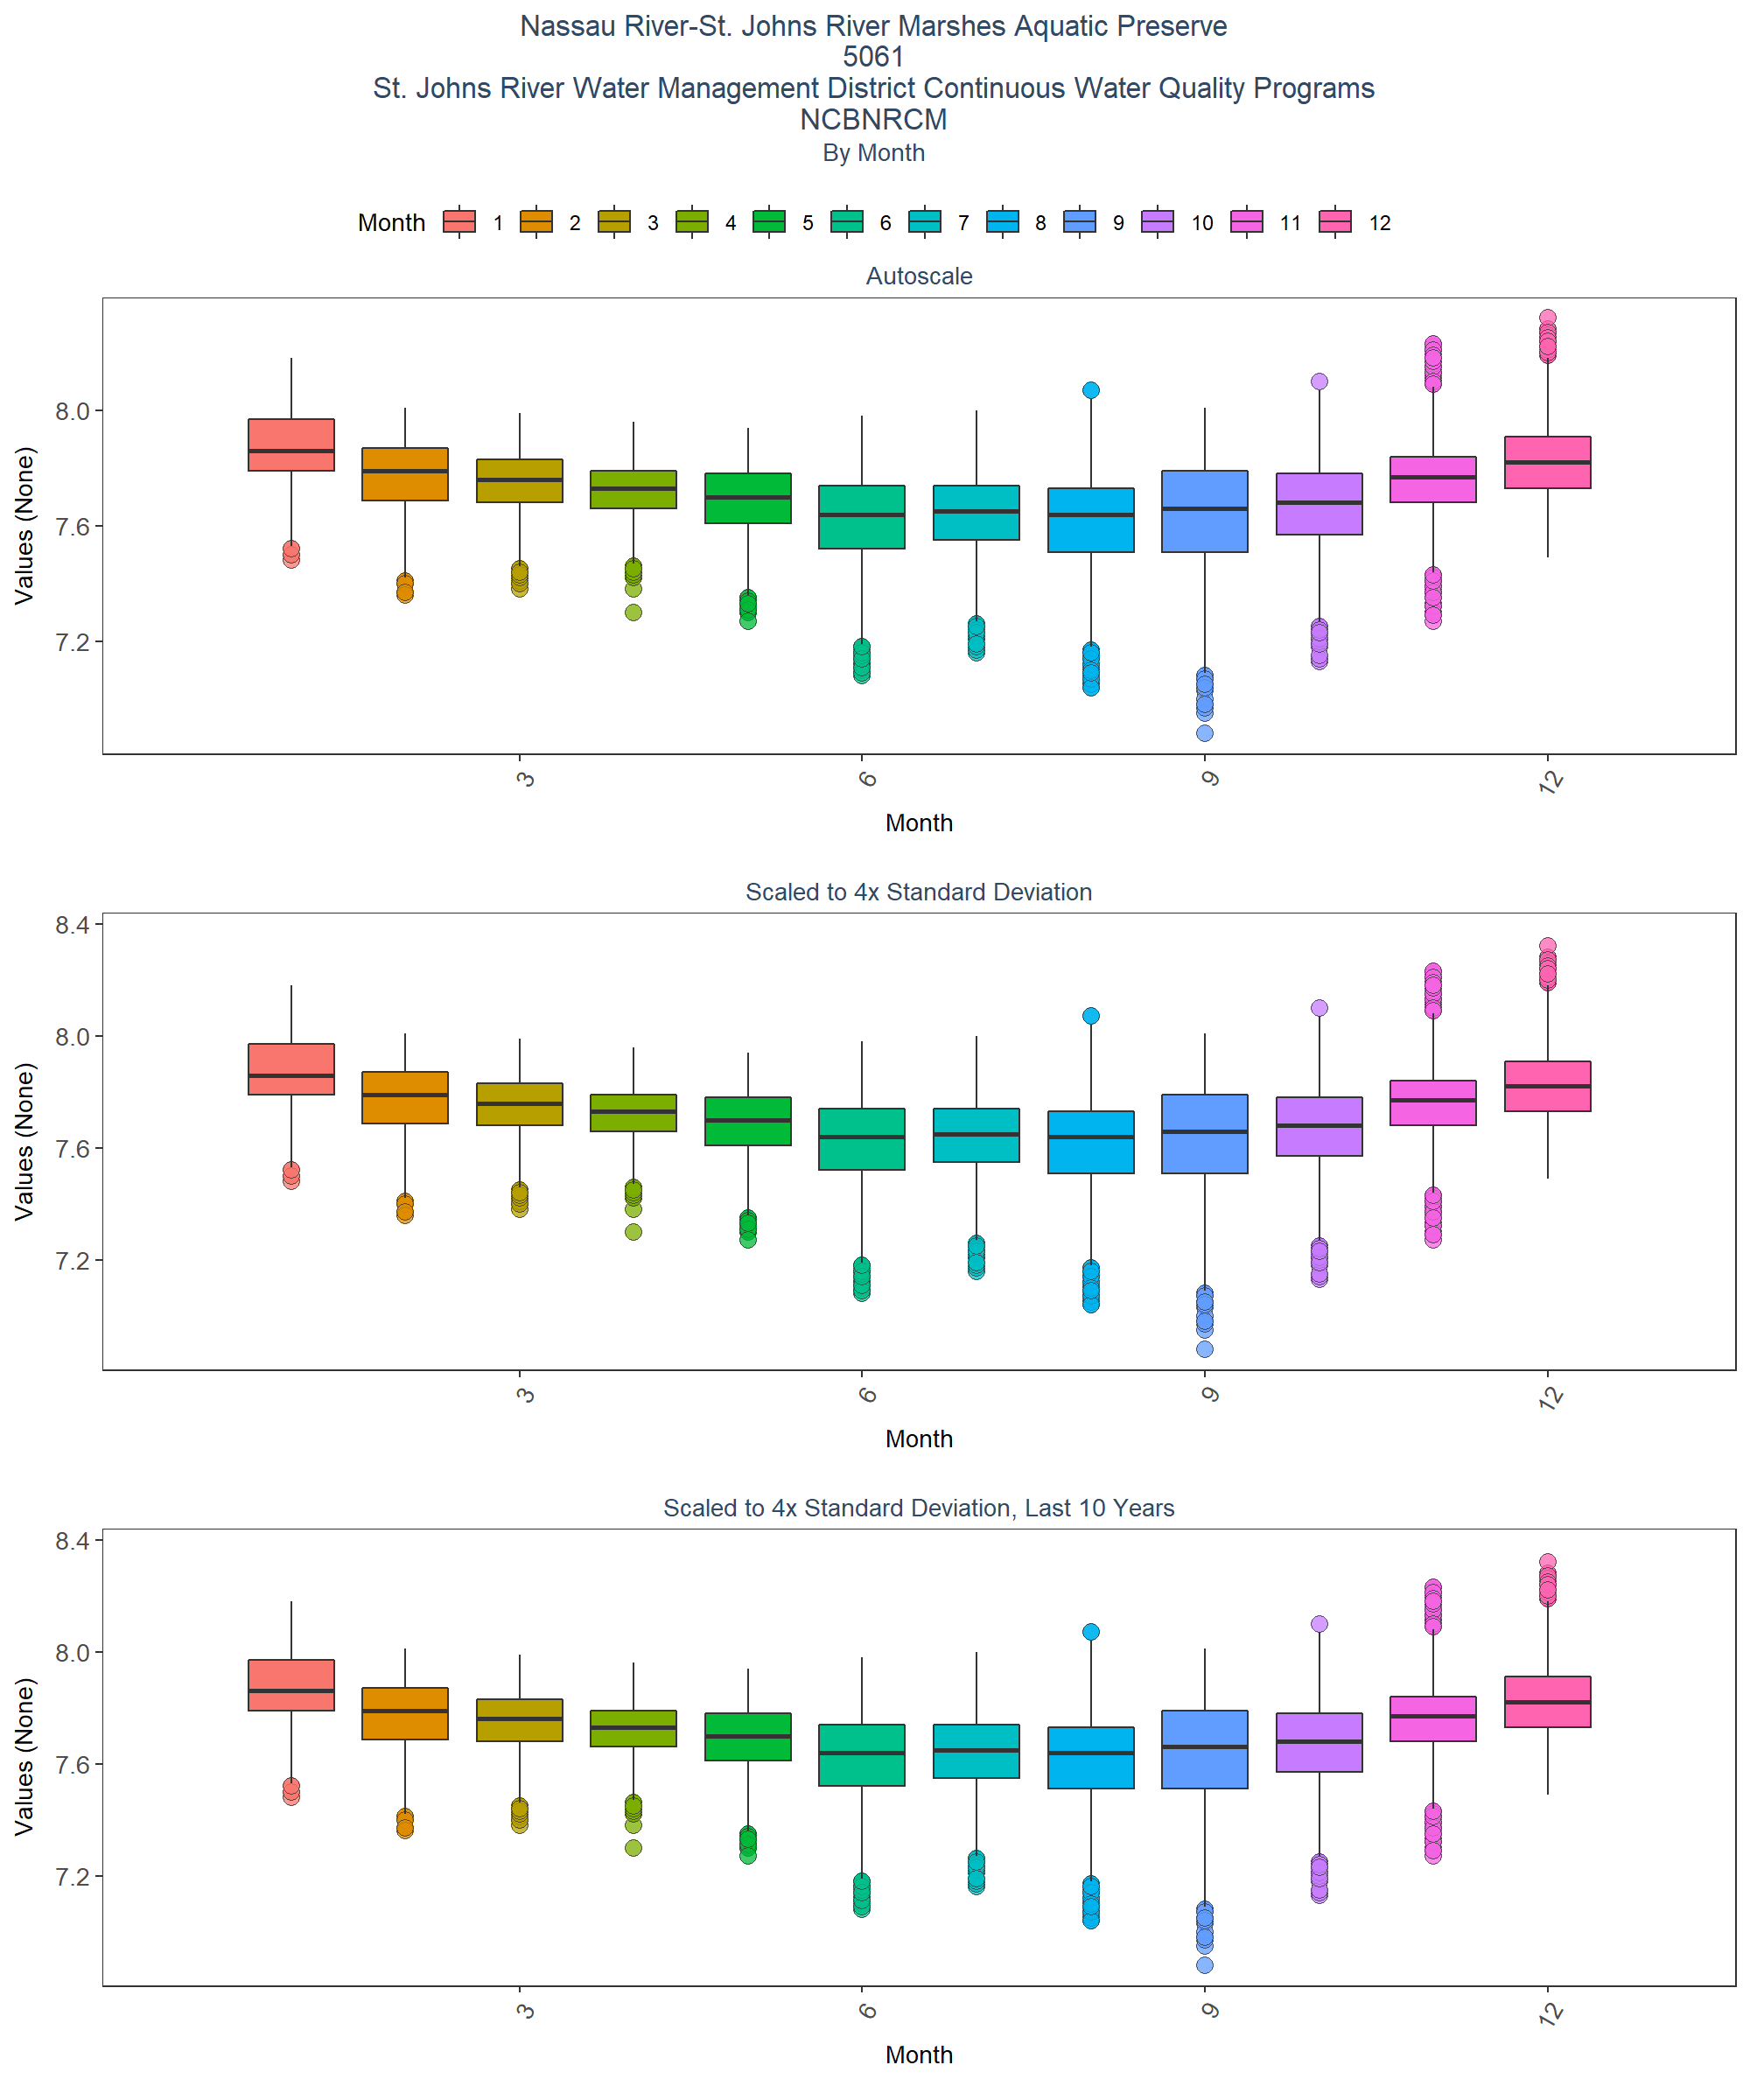 Nassau River-St. Johns River Marshes Aquatic Preserve
5061
St. Johns River Water Management District Continuous Water Quality Programs
NCBNRCM
By Month
Month 1 2 3 4 5 6 7 8 9 10 11 12
Autoscale
Values (None)
8.0
7.6
7.2
3 6 9 12
Month
Scaled to 4x Standard Deviation
Values (None)
8.4
8.0
7.6
7.2
3 6 9 12
Month
Scaled to 4x Standard Deviation, Last 10 Years
Values (None)
8.4
8.0
7.6
7.2
3 6 9 12
Month